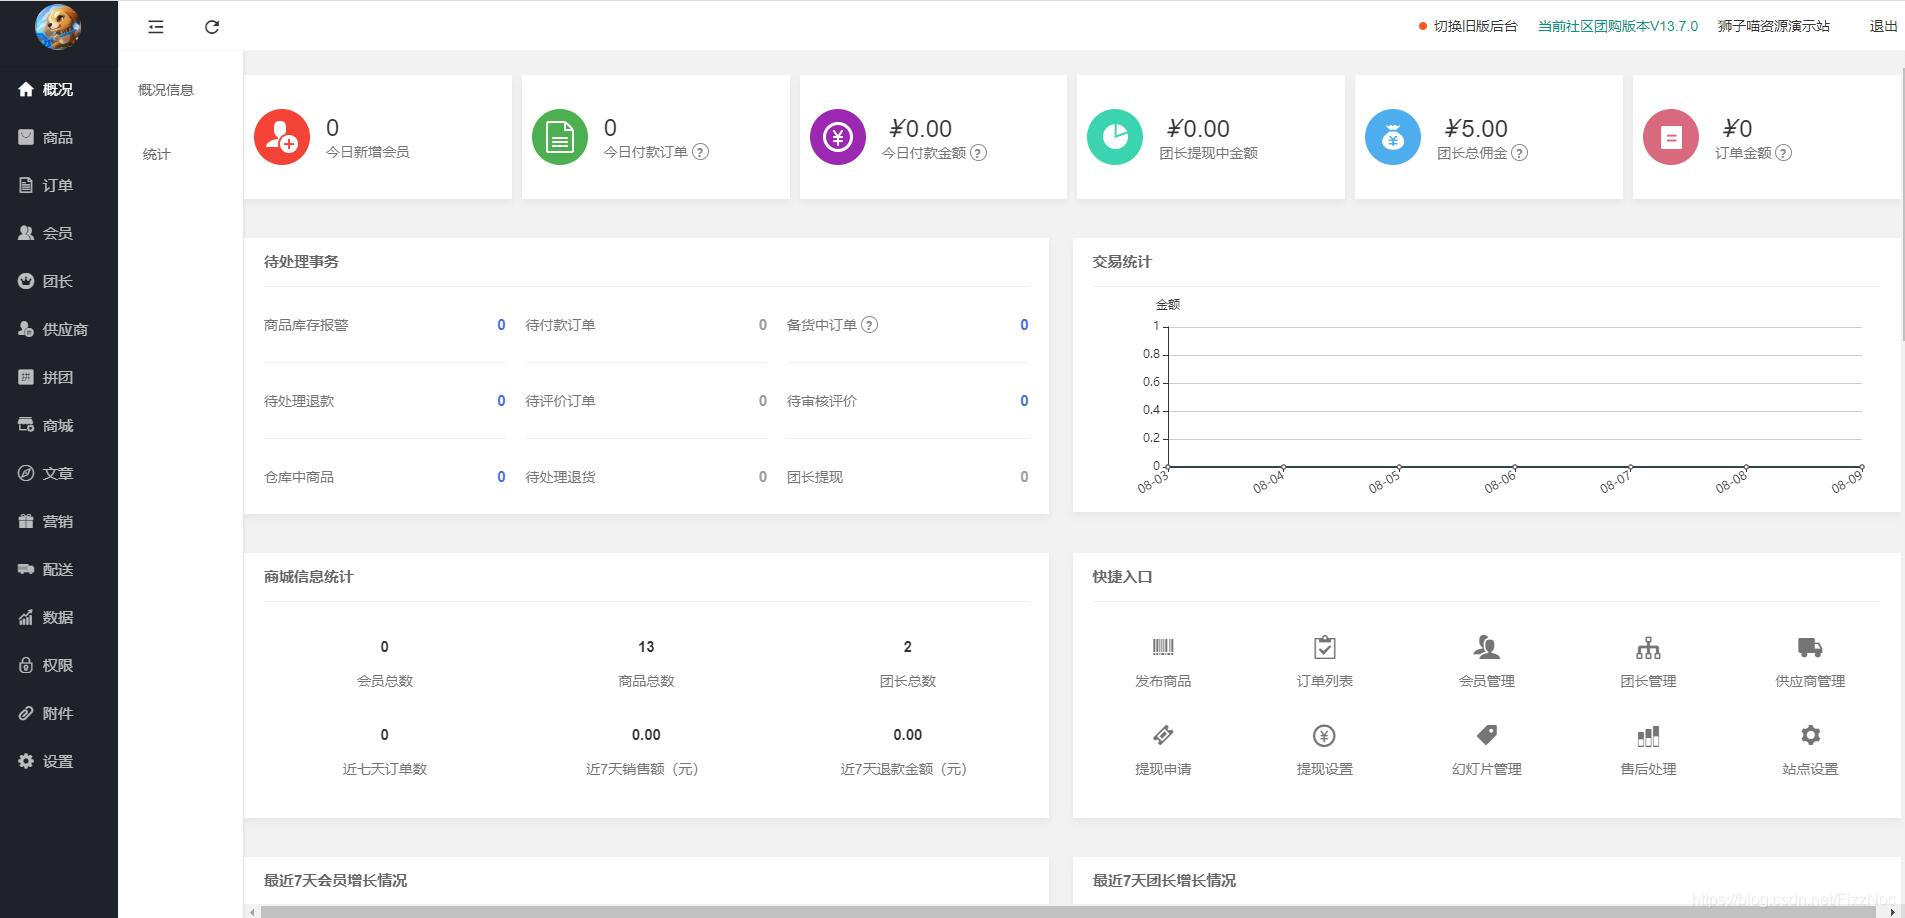 切换旧版后台 当前社区团购版本V13.7.0 狮子喵资源演示站 退出
概况
商品
订单
会员
团长
供应商
拼团
商城
文章
营销
配送
数据
权限
附件
设置
概况信息
统计
0
今日新增会员
0
今日付款订单
¥0.00
今日付款金额
¥0.00
团长提现中金额
¥5.00
团长总佣金
¥0
订单金额
待处理事务
商品库存报警 0 待付款订单 0 备货中订单 0
待处理退款 0 待评价订单 0 待审核评价 0
仓库中商品 0 待处理退货 0 团长提现 0
交易统计
金额
1
0.8
0.6
0.4
0.2
0
08-03 08-04 08-05 08-06 08-07 08-08 08-09
商城信息统计
0 13 2
会员总数 商品总数 团长总数
0 0.00 0.00
近七天订单数 近7天销售额（元） 近7天退款金额（元）
快捷入口
发布商品 订单列表 会员管理 团长管理 供应商管理
提现申请 提现设置 幻灯片管理 售后处理 站点设置
最近7天会员增长情况
最近7天团长增长情况
https://blog.csdn.net/FizzNoc